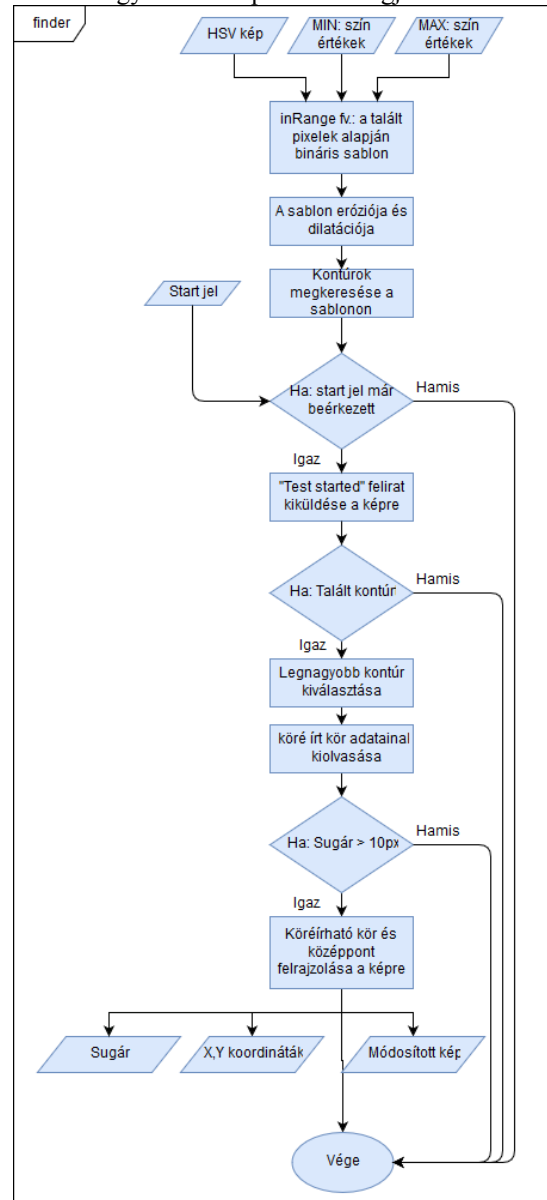 finder
HSV kép
MIN: szín
értékek
MAX: szín
értékek
inRange fv.: a talált
pixelek alapján
bináris sablon
A sablon eróziója és
dilatációja
Kontúrok
megkeresése a
sablonon
Start jel
Ha: start jel már
beérkezett
Hamis
Igaz
"Test started" felirat
kiküldése a képre
Ha: Talált kontúr
Hamis
Igaz
Legnagyobb kontúr
kiválasztása
köré írt kör adatainal
kiolvasása
Ha: Sugár > 10px
Hamis
Igaz
Köréírható kör és
középpont
felrajzolása a képre
Sugár
X,Y koordináták
Módosított kép
Vége